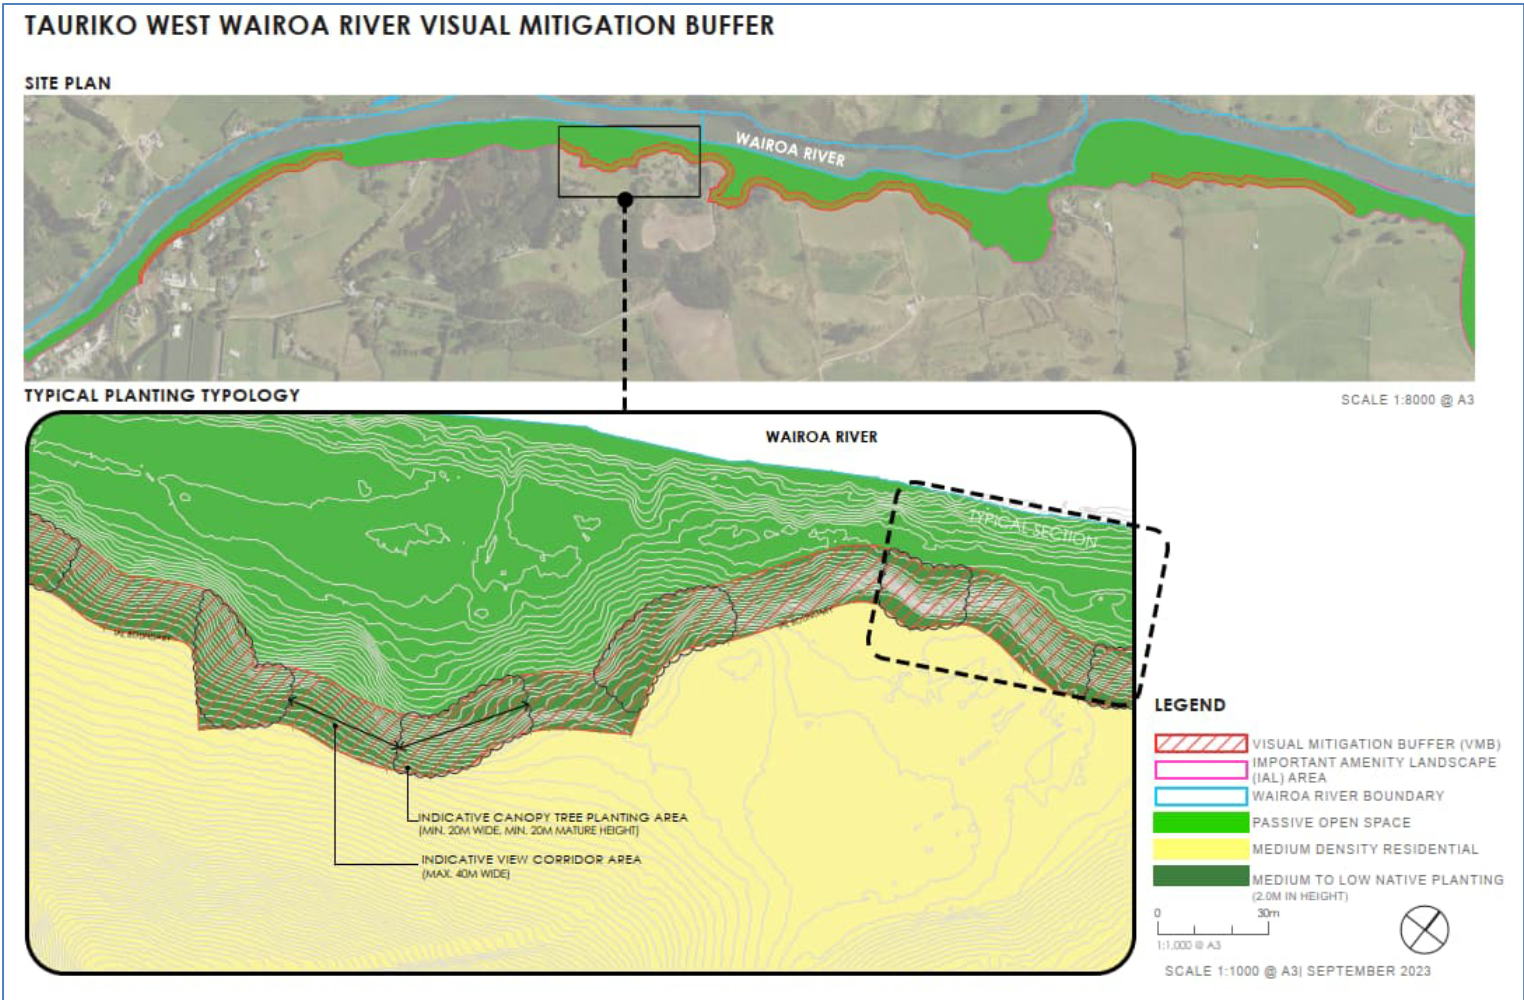 TAURIKO WEST WAIROA RIVER VISUAL MITIGATION BUFFER
SITE PLAN
WAIROA RIVER
TYPICAL PLANTING TYPOLOGY
SCALE 1:8000 @ A3
WAIROA RIVER
TYPICAL SECTION
IAL BOUNDARY
IAL BOUNDARY
INDICATIVE CANOPY TREE PLANTING AREA
(MIN. 20M WIDE, MIN. 20M MATURE HEIGHT)
INDICATIVE VIEW CORRIDOR AREA
(MAX. 40M WIDE)
LEGEND
VISUAL MITIGATION BUFFER (VMB)
IMPORTANT AMENITY LANDSCAPE
(IAL) AREA
WAIROA RIVER BOUNDARY
PASSIVE OPEN SPACE
MEDIUM DENSITY RESIDENTIAL
MEDIUM TO LOW NATIVE PLANTING
(2.0M IN HEIGHT)
0 30m
1:1,000 @ A3
SCALE 1:1000 @ A3| SEPTEMBER 2023